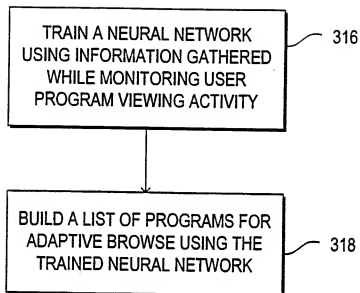 TRAIN A NEURAL NETWORK
USING INFORMATION GATHERED
WHILE MONITORING USER
PROGRAM VIEWING ACTIVITY
316
BUILD A LIST OF PROGRAMS FOR
ADAPTIVE BROWSE USING THE
TRAINED NEURAL NETWORK
318